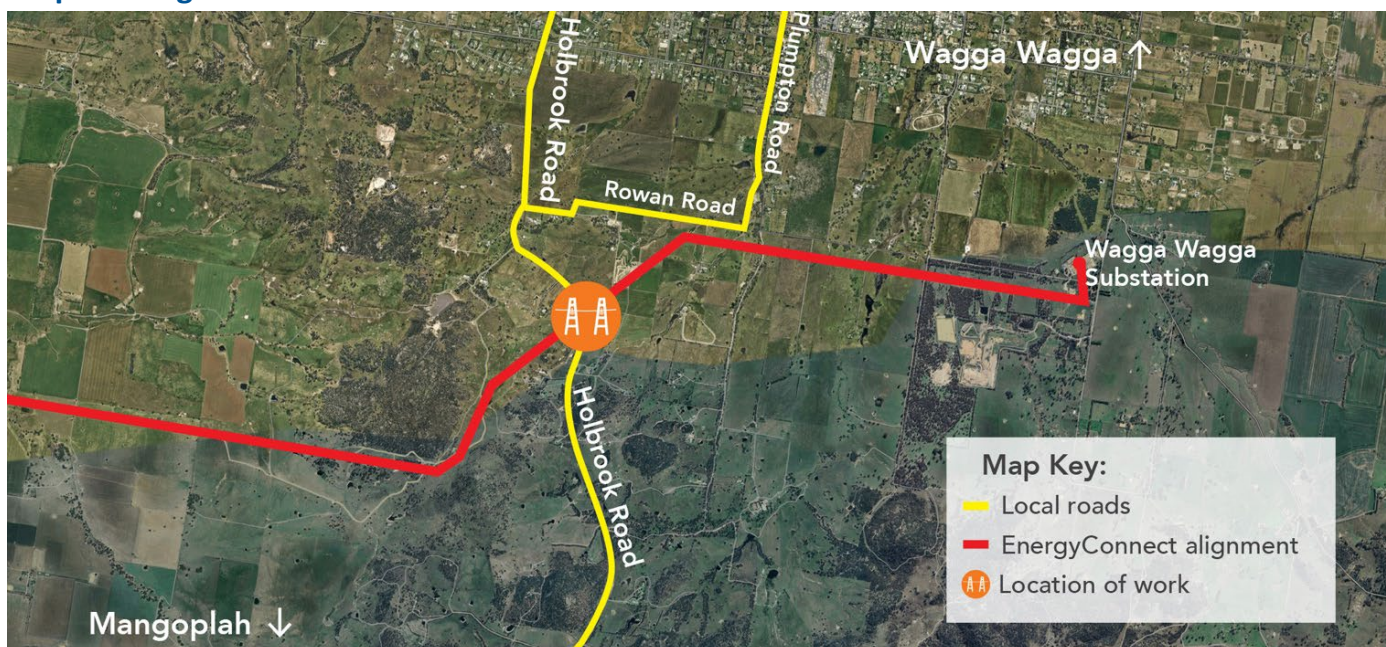 Wagga Wagga ↑
Holbrook Road
Plumpton Road
Rowan Road
Wagga Wagga
Substation
Holbrook Road
Mangoplah ↓
Map Key:
Local roads
EnergyConnect alignment
Location of work